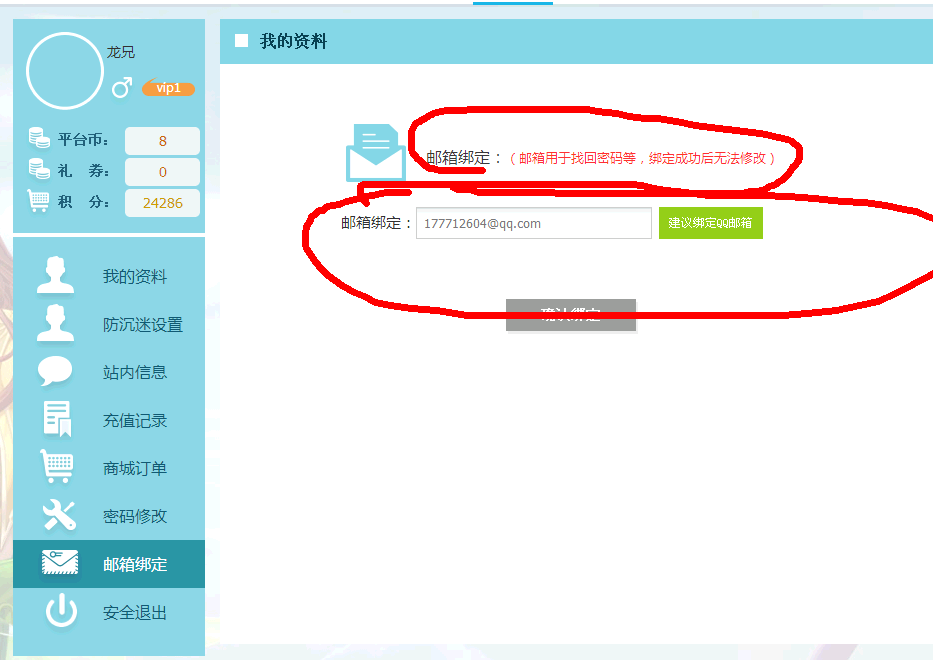 我的资料
龙兄
vip1
平台币： 8
礼 券： 0
积 分： 24286
我的资料
防沉迷设置
站内信息
充值记录
商城订单
密码修改
邮箱绑定
安全退出
邮箱绑定：（邮箱用于找回密码等，绑定成功后无法修改）
邮箱绑定： 177712604@qq.com 建议绑定QQ邮箱
确认绑定